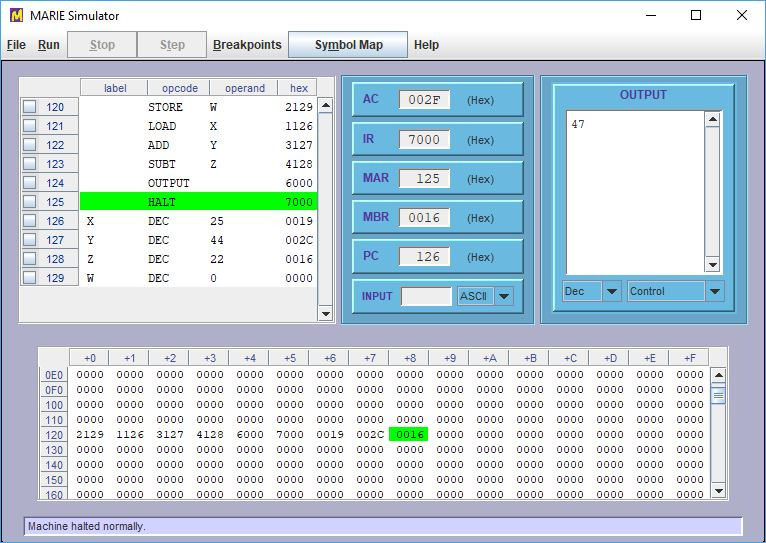 MARIE Simulator
File Run Stop Step Breakpoints Symbol Map Help
label opcode operand hex
120 STORE W 2129
121 LOAD X 1126
122 ADD Y 3127
123 SUBT Z 4128
124 OUTPUT 6000
125 HALT 7000
126 X DEC 25 0019
127 Y DEC 44 002C
128 Z DEC 22 0016
129 W DEC 0 0000
AC 002F (Hex)
IR 7000 (Hex)
MAR 125 (Hex)
MBR 0016 (Hex)
PC 126 (Hex)
INPUT ASCII
OUTPUT
47
Dec Control
+0 +1 +2 +3 +4 +5 +6 +7 +8 +9 +A +B +C +D +E +F
0E0 0000 0000 0000 0000 0000 0000 0000 0000 0000 0000 0000 0000 0000 0000 0000 0000
0F0 0000 0000 0000 0000 0000 0000 0000 0000 0000 0000 0000 0000 0000 0000 0000 0000
100 0000 0000 0000 0000 0000 0000 0000 0000 0000 0000 0000 0000 0000 0000 0000 0000
110 0000 0000 0000 0000 0000 0000 0000 0000 0000 0000 0000 0000 0000 0000 0000 0000
120 2129 1126 3127 4128 6000 7000 0019 002C 0016 0000 0000 0000 0000 0000 0000 0000
130 0000 0000 0000 0000 0000 0000 0000 0000 0000 0000 0000 0000 0000 0000 0000 0000
140 0000 0000 0000 0000 0000 0000 0000 0000 0000 0000 0000 0000 0000 0000 0000 0000
150 0000 0000 0000 0000 0000 0000 0000 0000 0000 0000 0000 0000 0000 0000 0000 0000
160 0000 0000 0000 0000 0000 0000 0000 0000 0000 0000 0000 0000 0000 0000 0000 0000
Machine halted normally.